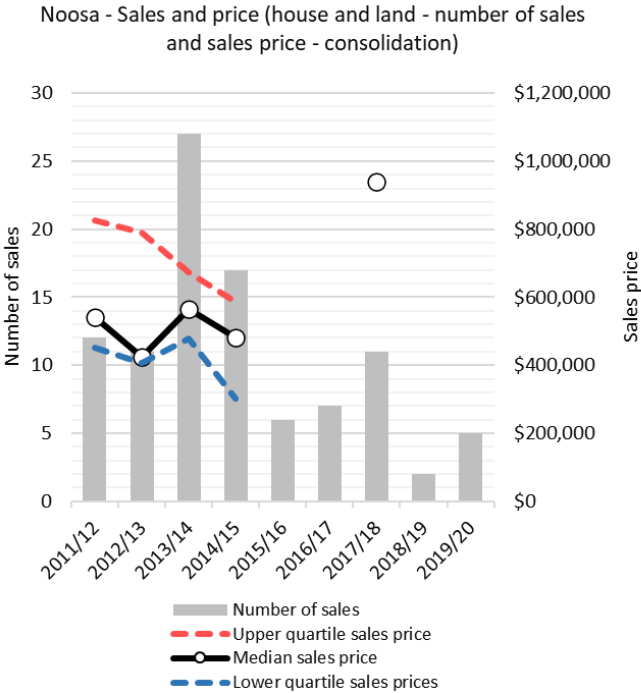 Noosa - Sales and price (house and land - number of sales
and sales price - consolidation)
Number of sales
30
25
20
15
10
5
0
$1,200,000
$1,000,000
$800,000
$600,000
$400,000
$200,000
$0
Sales price
2011/12
2012/13
2013/14
2014/15
2015/16
2016/17
2017/18
2018/19
2019/20
Number of sales
Upper quartile sales price
Median sales price
Lower quartile sales prices